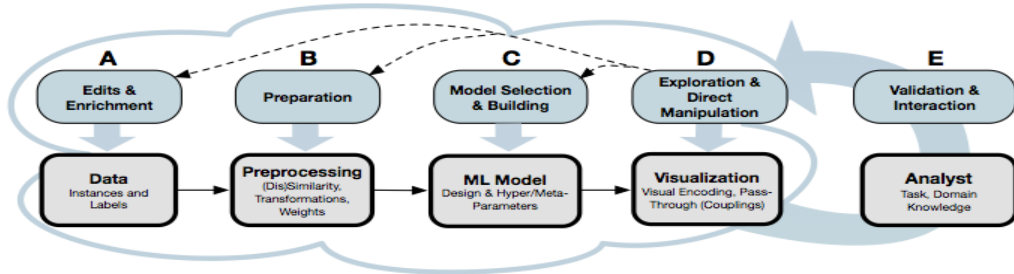 A
B
C
D
E
Edits &
Enrichment
Preparation
Model Selection
& Building
Exploration &
Direct
Manipulation
Validation &
Interaction
Data
Instances and
Labels
Preprocessing
(Dis)Similarity,
Transformations,
Weights
ML Model
Design & Hyper/Meta-
Parameters
Visualization
Visual Encoding, Pass-
Through (Couplings)
Analyst
Task, Domain
Knowledge